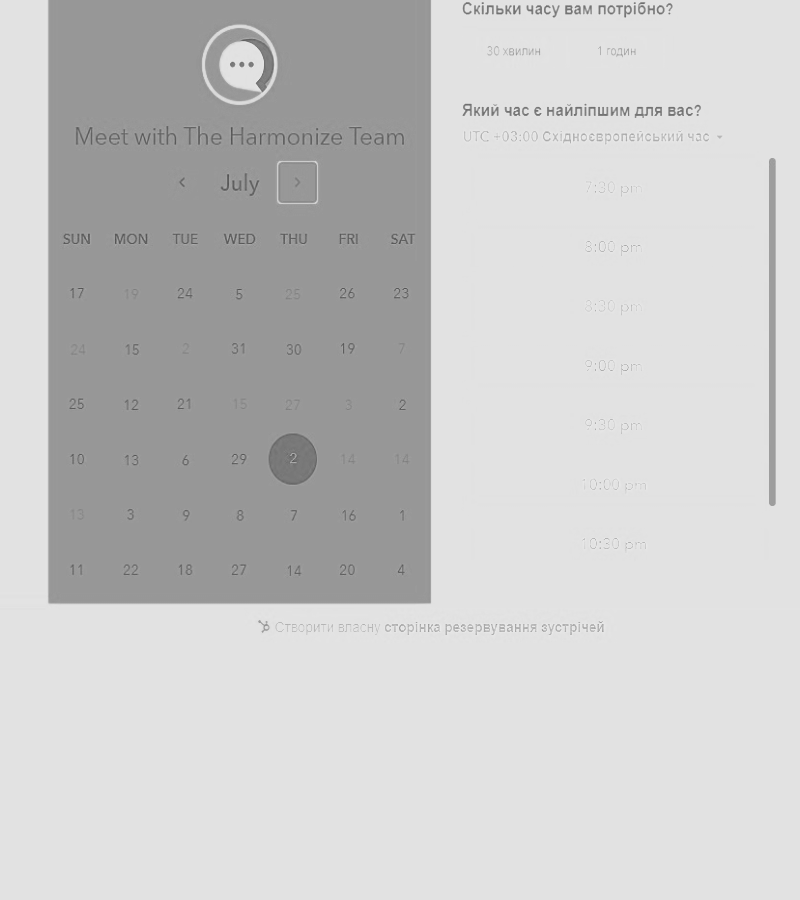 Meet with The Harmonize Team
July
SUN MON TUE WED THU FRI SAT
17 19 24 5 25 26 23
24 15 2 31 30 19 7
25 12 21 15 27 3 2
10 13 6 29 2 14 14
13 3 9 8 7 16 1
11 22 18 27 14 20 4
Скільки часу вам потрібно?
30 хвилин 1 годин
Який час є найліпшим для вас?
UTC +03:00 Східноєвропейський час
7:30 pm
8:00 pm
8:30 pm
9:00 pm
9:30 pm
10:00 pm
10:30 pm
Створити власну сторінка резервування зустрічей